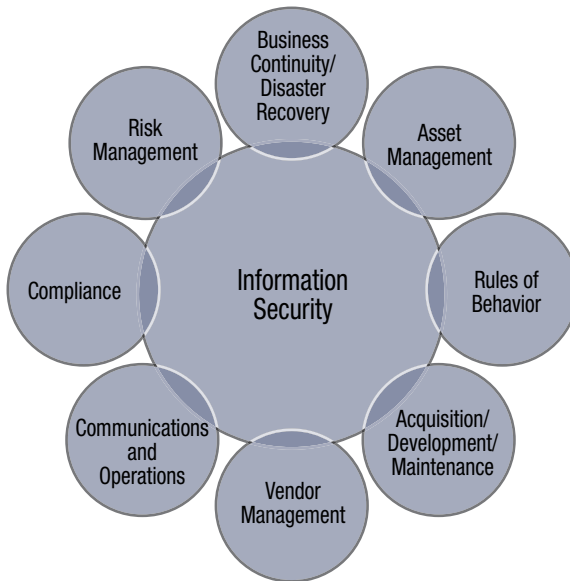 Business
Continuity/
Disaster
Recovery
Risk
Management
Asset
Management
Compliance
Information
Security
Rules of
Behavior
Communications
and
Operations
Acquisition/
Development/
Maintenance
Vendor
Management